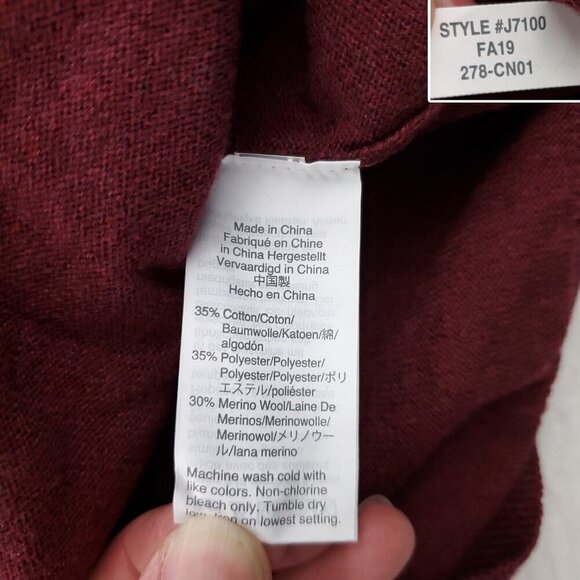 STYLE #J7100
FA19
278-CN01
Made in China
Fabriqué en Chine
in China Hergestellt
Vervaardigd in China
中国製
Hecho en China
35% Cotton/Coton/
Baumwolle/Katoen/綿/
algodón
35% Polyester/Polyester/
Polyester/Polyester/ポリ
エステル/poliéster
30% Merino Wool/Laine De
Merinos/Merinowolle/
Merinowol/メリノウー
ル/lana merino
Machine wash cold with
like colors. Non-chlorine
bleach only. Tumble dry
low. Iron on lowest setting.